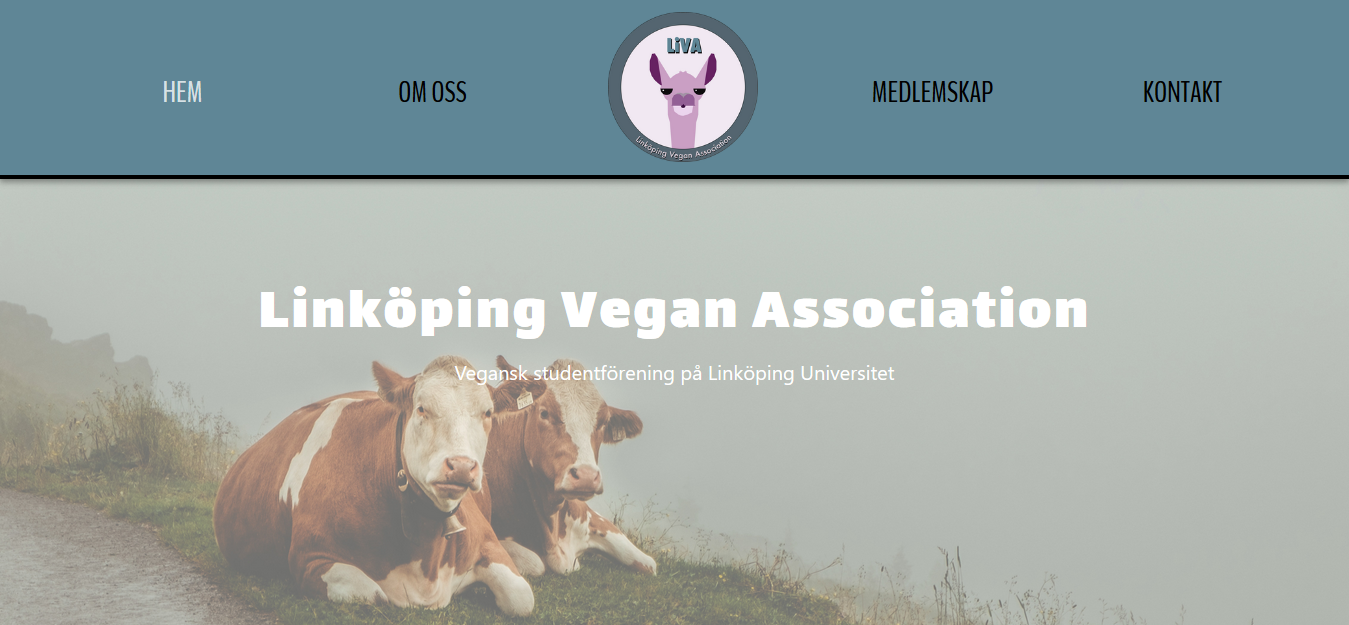 HEM
OM OSS
LiVA
Linköping Vegan Association
MEDLEMSKAP
KONTAKT
Linköping Vegan Association
Vegansk studentförening på Linköping Universitet